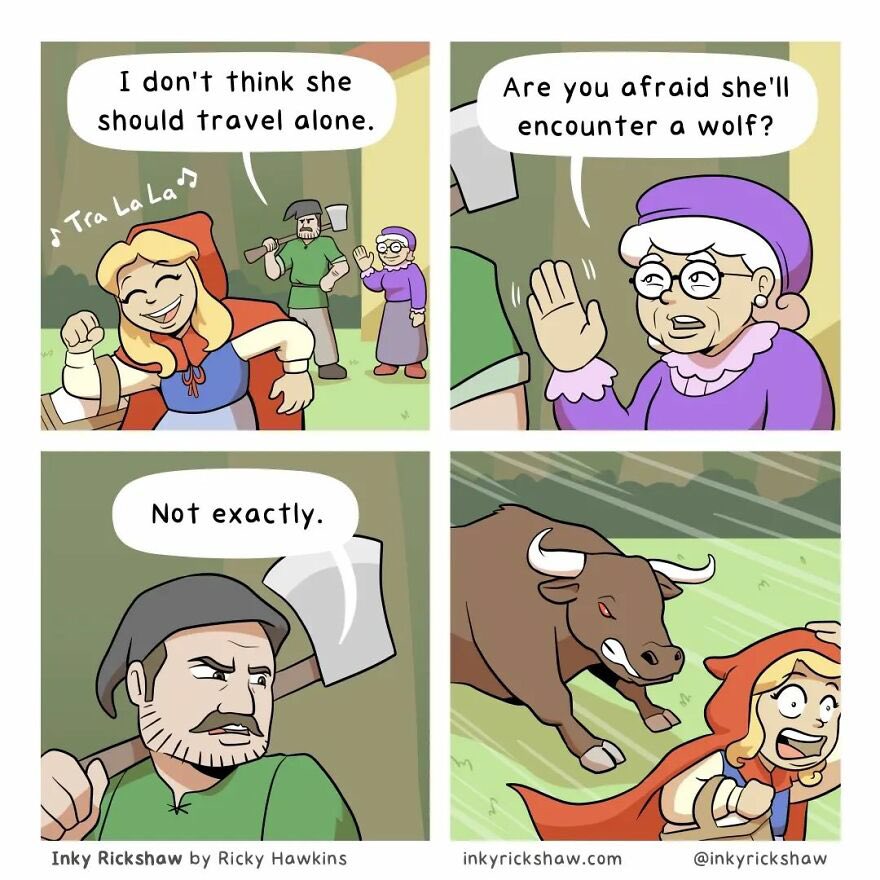 I don't think she
should travel alone.
♪ Tra La La ♫
Are you afraid she'll
encounter a wolf?
Not exactly.
Inky Rickshaw by Ricky Hawkins
inkyrickshaw.com
@inkyrickshaw